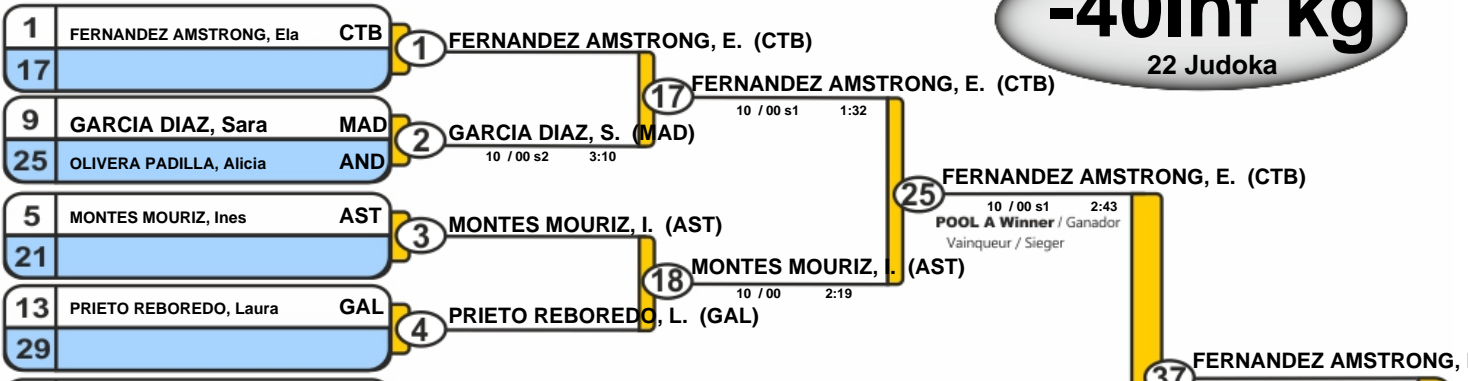 -40inf kg
22 Judoka
1 FERNANDEZ AMSTRONG, Ela CTB
17
1 FERNANDEZ AMSTRONG, E. (CTB)
9 GARCIA DIAZ, Sara MAD
25 OLIVERA PADILLA, Alicia AND
2 GARCIA DIAZ, S. (MAD)
10 / 00 s2 3:10
17 FERNANDEZ AMSTRONG, E. (CTB)
10 / 00 s1 1:32
5 MONTES MOURIZ, Ines AST
21
3 MONTES MOURIZ, I. (AST)
13 PRIETO REBOREDO, Laura GAL
29
4 PRIETO REBOREDO, L. (GAL)
18 MONTES MOURIZ, I. (AST)
10 / 00 2:19
25 FERNANDEZ AMSTRONG, E. (CTB)
10 / 00 s1 2:43
POOL A Winner / Ganador
Vainqueur / Sieger
37 FERNANDEZ AMSTRONG,